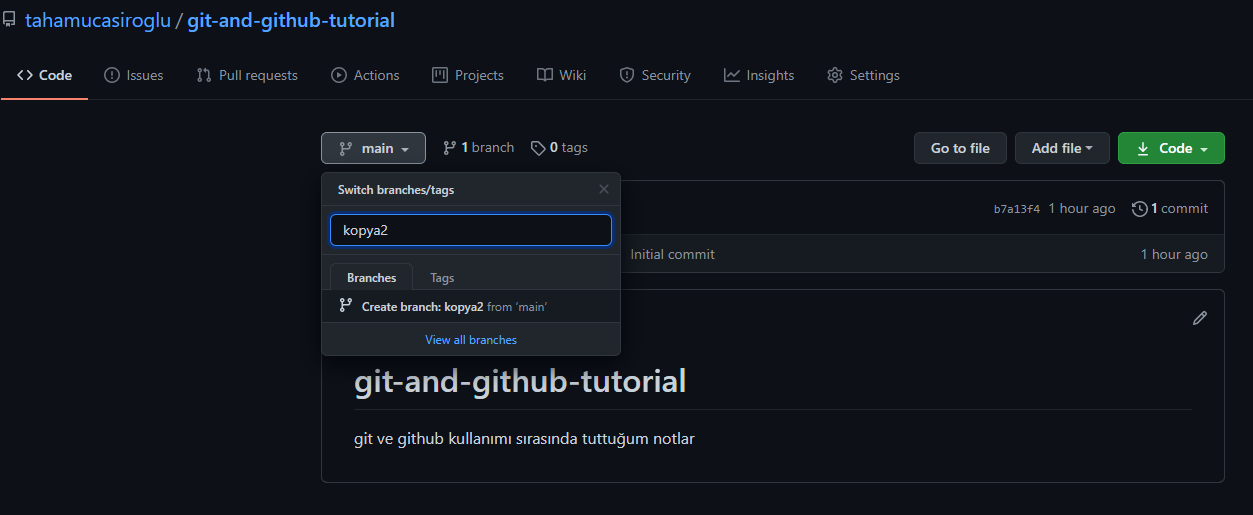 tahamucasiroglu / git-and-github-tutorial
Code Issues Pull requests Actions Projects Wiki Security Insights Settings
main 1 branch 0 tags Go to file Add file Code
Switch branches/tags
b7a13f4 1 hour ago 1 commit
kopya2
Initial commit 1 hour ago
Branches Tags
Create branch: kopya2 from 'main'
View all branches
git-and-github-tutorial
git ve github kullanımı sırasında tuttuğum notlar